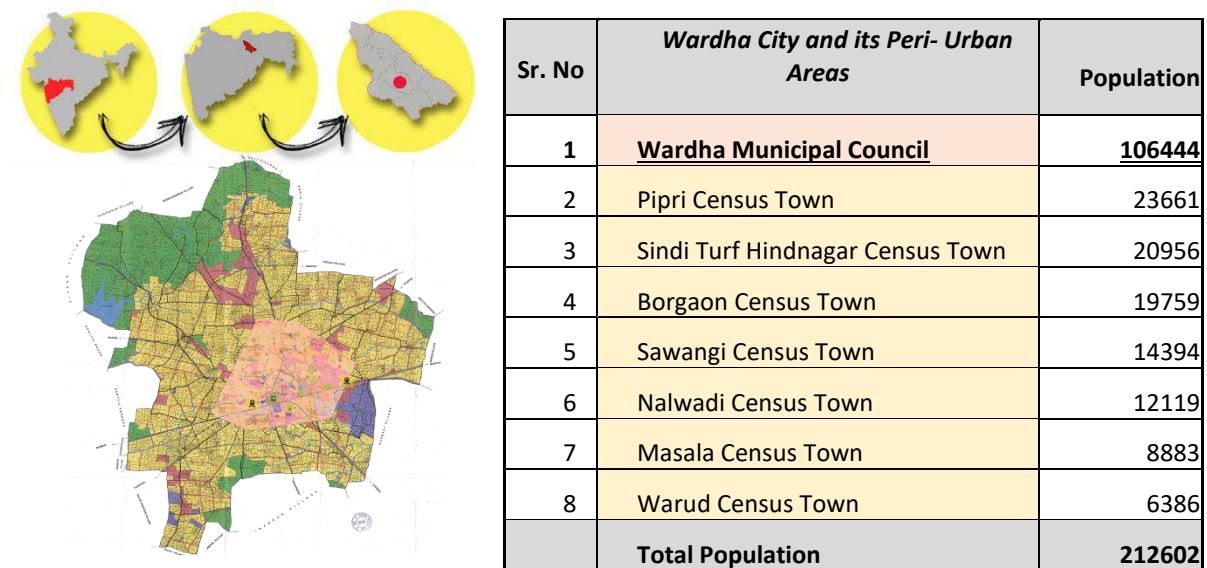 Sr. No Wardha City and its Peri- Urban Areas Population
1 Wardha Municipal Council 106444
2 Pipri Census Town 23661
3 Sindi Turf Hindnagar Census Town 20956
4 Borgaon Census Town 19759
5 Sawangi Census Town 14394
6 Nalwadi Census Town 12119
7 Masala Census Town 8883
8 Warud Census Town 6386
Total Population 212602